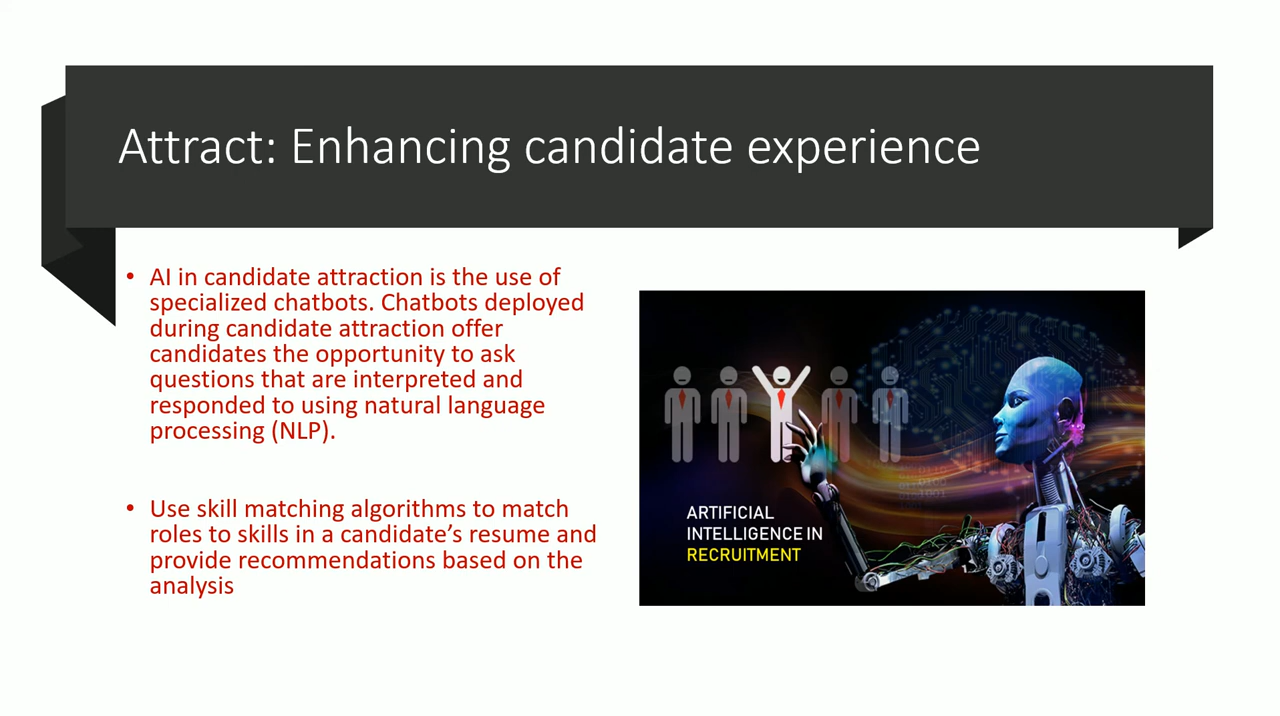 Attract: Enhancing candidate experience
• AI in candidate attraction is the use of
specialized chatbots. Chatbots deployed
during candidate attraction offer
candidates the opportunity to ask
questions that are interpreted and
responded to using natural language
processing (NLP).
• Use skill matching algorithms to match
roles to skills in a candidate’s resume and
provide recommendations based on the
analysis
ARTIFICIAL
INTELLIGENCE IN
RECRUITMENT